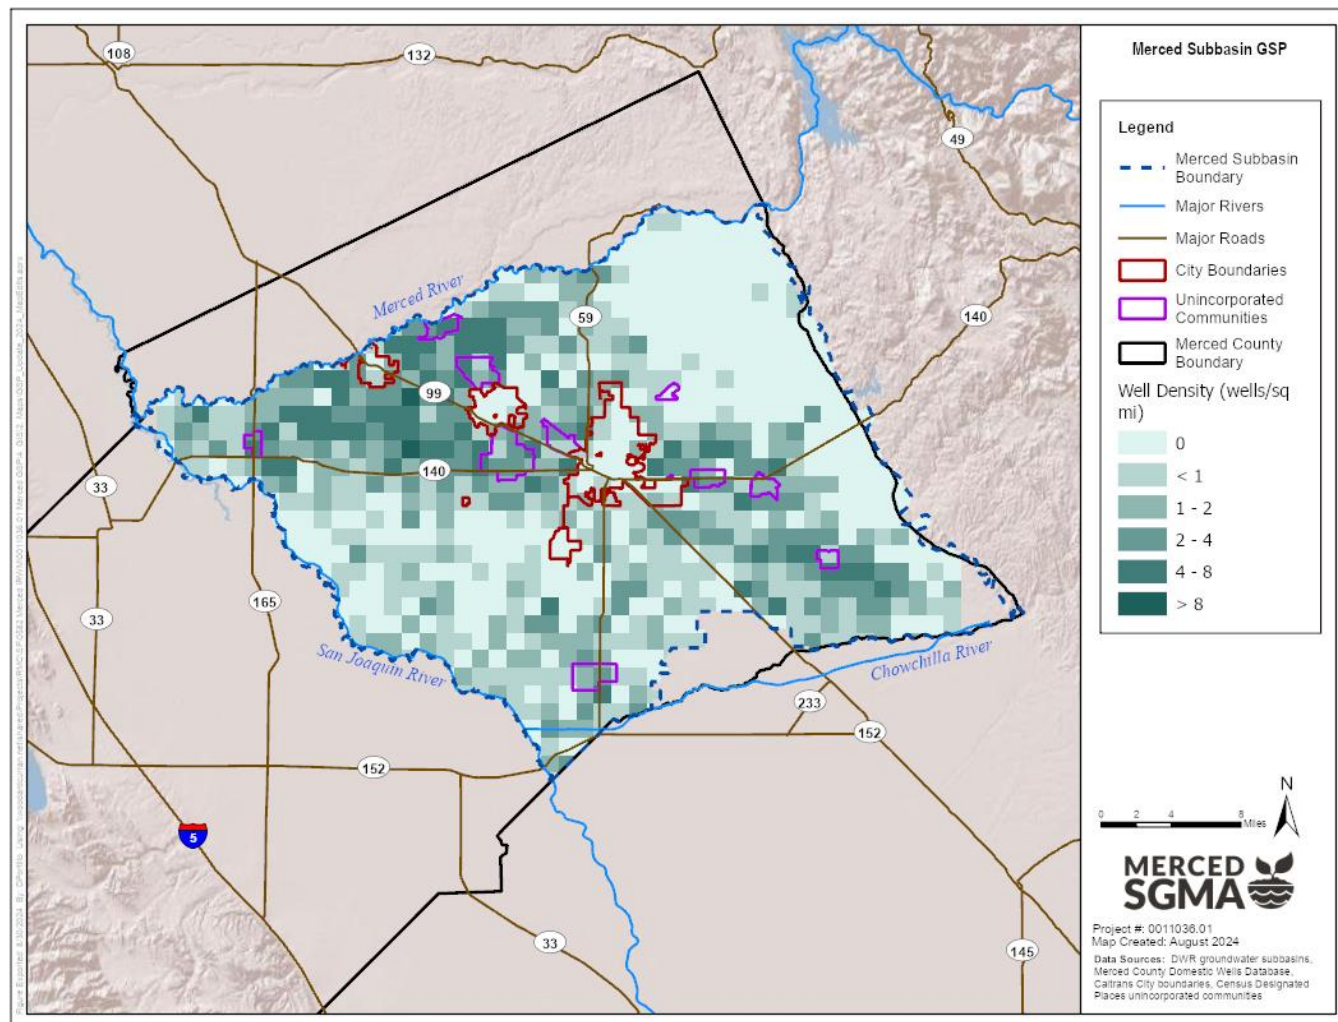 Merced Subbasin GSP
Legend
Merced Subbasin
Boundary
Major Rivers
Major Roads
City Boundaries
Unincorporated
Communities
Merced County
Boundary
Well Density (wells/sq
mi)
0
< 1
1 - 2
2 - 4
4 - 8
> 8
108
132
49
Merced River
59
140
99
140
33
165
33
San Joaquin River
Chowchilla River
233
152
152
5
33
145
N
0 2 4 8
Miles
MERCED
SGMA
Project #: 0011036.01
Map Created: August 2024
Data Sources: DWR groundwater subbasins,
Merced County Domestic Wells Database,
Caltrans City boundaries, Census Designated
Places unincorporated communities